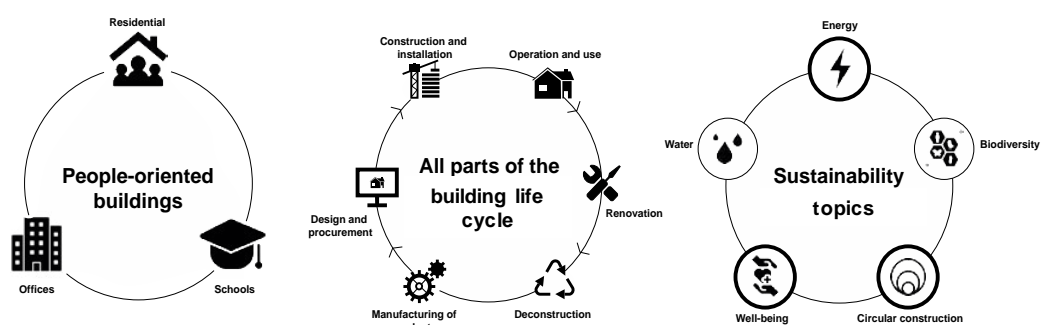 Residential
People-oriented
buildings
Offices
Schools
Construction and
installation
Operation and use
All parts of the
building life
cycle
Design and
procurement
Renovation
Manufacturing of
Deconstruction
Energy
Water
Biodiversity
Sustainability
topics
Well-being
Circular construction